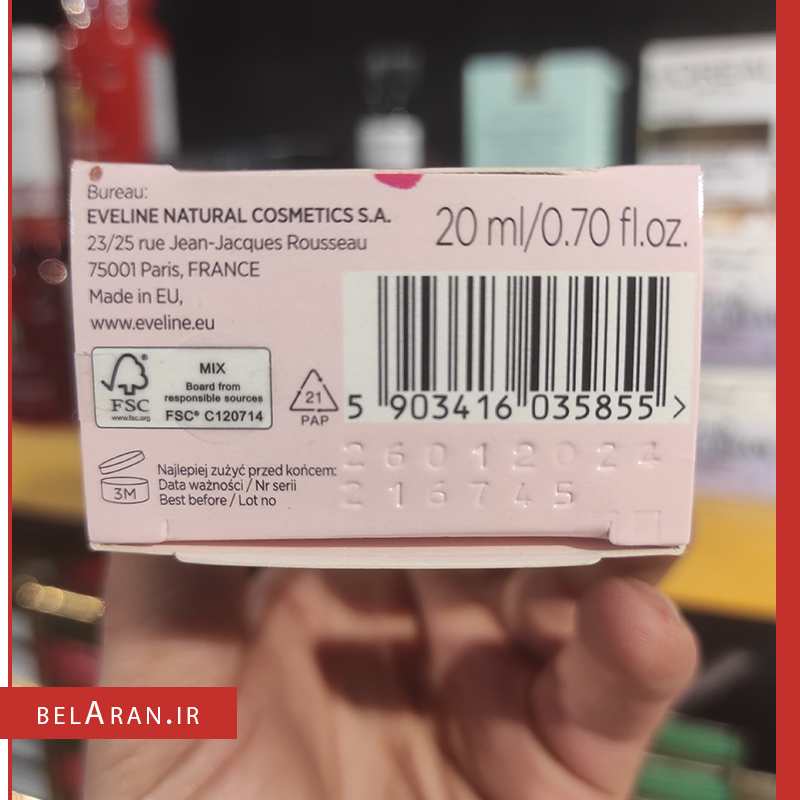 Bureau:
EVELINE NATURAL COSMETICS S.A.
23/25 rue Jean-Jacques Rousseau
75001 Paris, FRANCE
Made in EU,
www.eveline.eu
20 ml/0.70 fl.oz.
FSC
www.fsc.org
MIX
Board from
responsible sources
FSC® C120714
21
PAP
5 903416 035855 >
3M
Najlepiej zużyć przed końcem:
Data ważności / Nr serii
Best before / Lot no
26012024
216745
BELARAN.IR